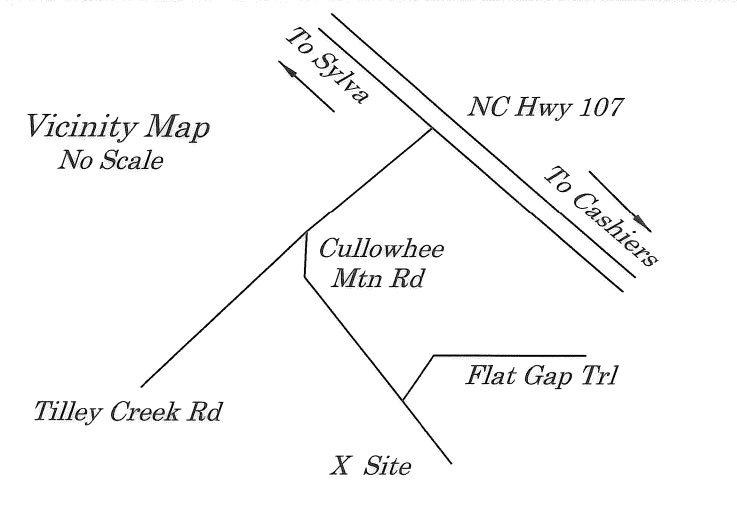 To Sylva
NC Hwy 107
Vicinity Map
No Scale
To Cashiers
Cullowhee
Mtn Rd
Flat Gap Trl
Tilley Creek Rd
X Site